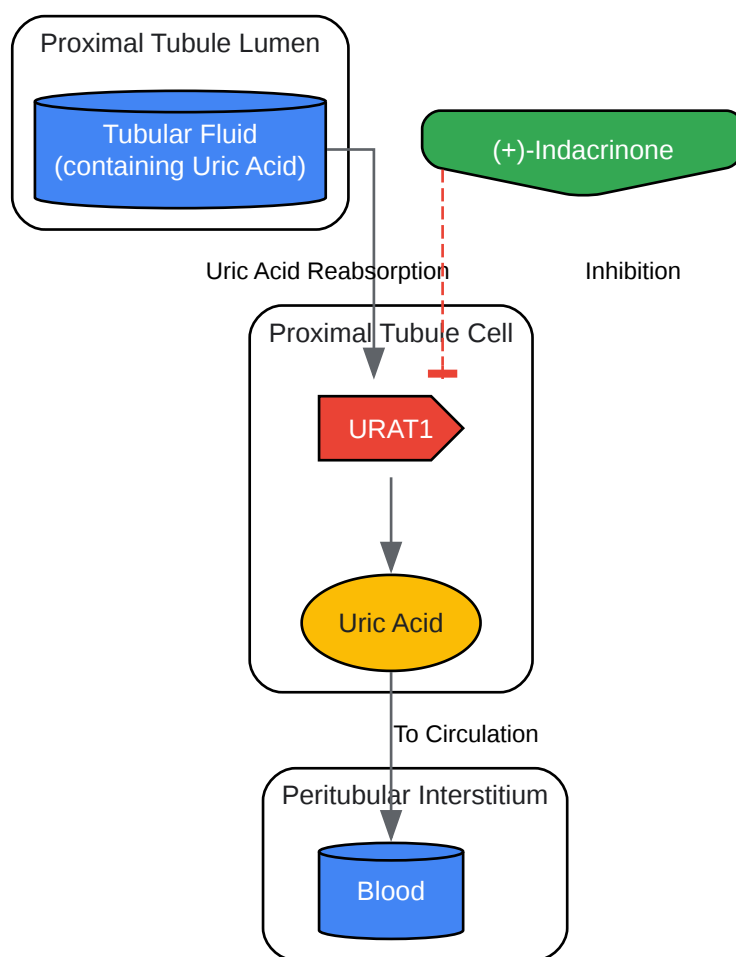 Proximal Tubule Lumen
Tubular Fluid
(containing Uric Acid)
(+)-Indacrinone
Uric Acid Reabsorption
Inhibition
Proximal Tubule Cell
URAT1
Uric Acid
To Circulation
Peritubular Interstitium
Blood